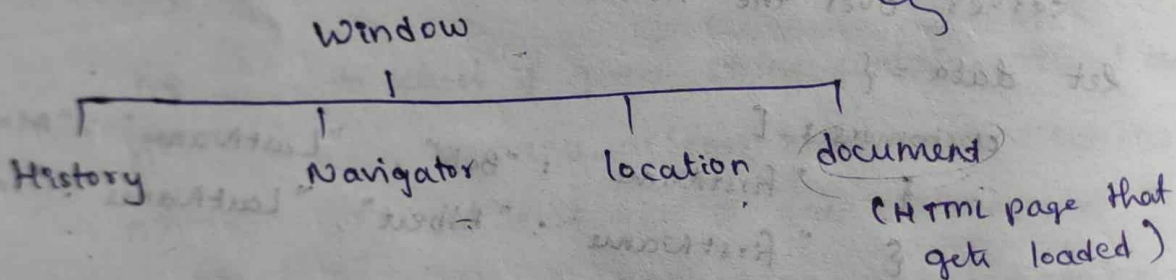 Window
History Navigator location document
(HTML page that
gets loaded)